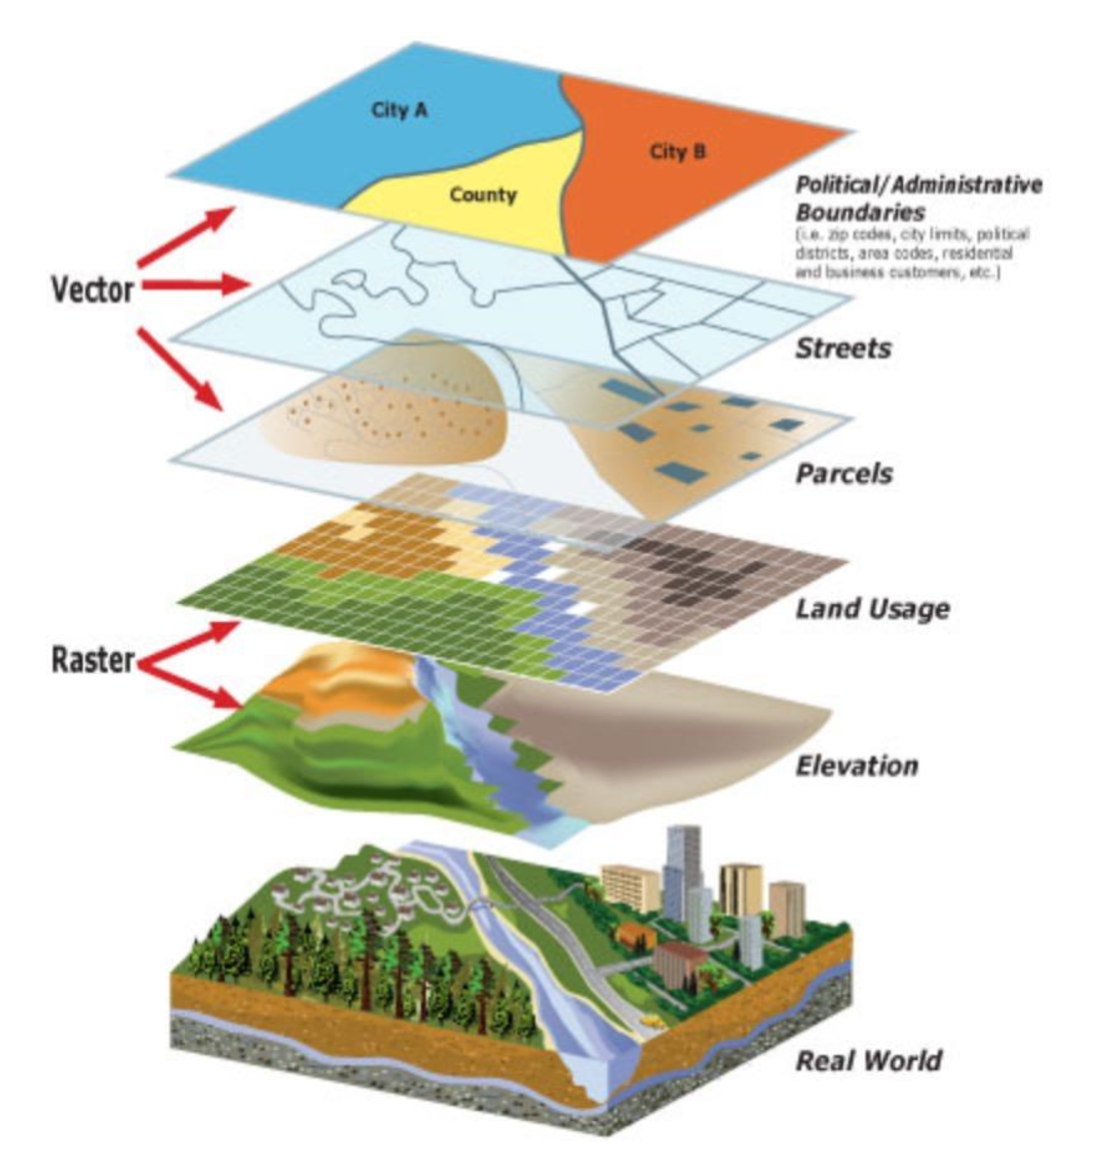 City A
City B
County
Political/Administrative
Boundaries
(i.e. zip codes, city limits, political
districts, area codes, residential
and business customers, etc.)
Vector
Streets
Parcels
Land Usage
Raster
Elevation
Real World